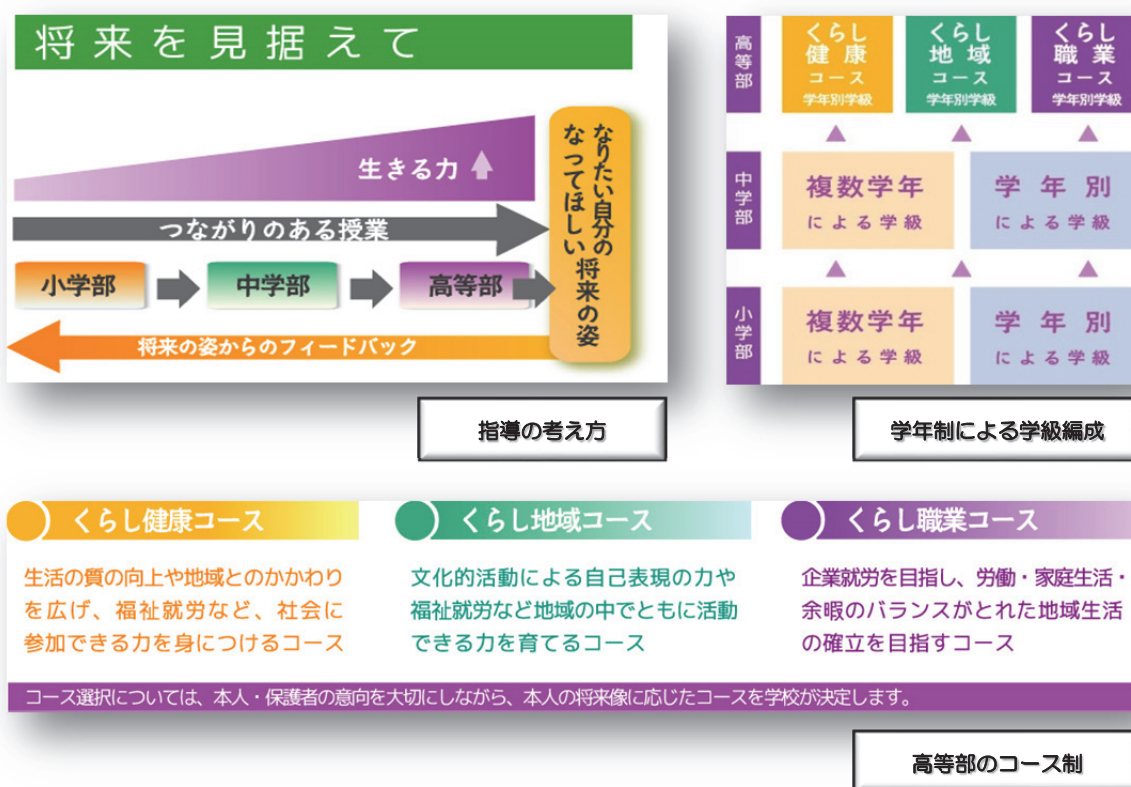 将来を見据えて
生きる力
つながりのある授業
小学部
中学部
高等部
将来の姿からのフィードバック
なりたい自分の
なってほしい
将来の姿
指導の考え方
高等部
くらし
健康
コース
学年別学級
くらし
地域
コース
学年別学級
くらし
職業
コース
学年別学級
中学部
複数学年
による学級
学年別
による学級
小学部
複数学年
による学級
学年別
による学級
学年制による学級編成
くらし健康コース
生活の質の向上や地域とのかかわり
を広げ、福祉就労など、社会に
参加できる力を身につけるコース
くらし地域コース
文化的活動による自己表現の力や
福祉就労など地域の中でともに活動
できる力を育てるコース
くらし職業コース
企業就労を目指し、労働・家庭生活・
余暇のバランスがとれた地域生活
の確立を目指すコース
コース選択については、本人・保護者の意向を大切にしながら、本人の将来像に応じたコースを学校が決定します。
高等部のコース制